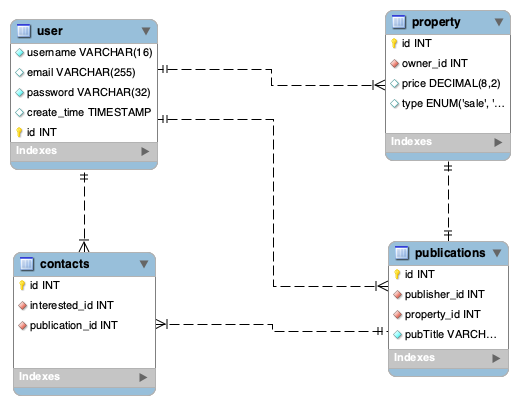 user
username VARCHAR(16)
email VARCHAR(255)
password VARCHAR(32)
create_time TIMESTAMP
id INT
Indexes
property
id INT
owner_id INT
price DECIMAL(8,2)
type ENUM('sale', '...
Indexes
contacts
id INT
interested_id INT
publication_id INT
Indexes
publications
id INT
publisher_id INT
property_id INT
pubTitle VARCH...
Indexes